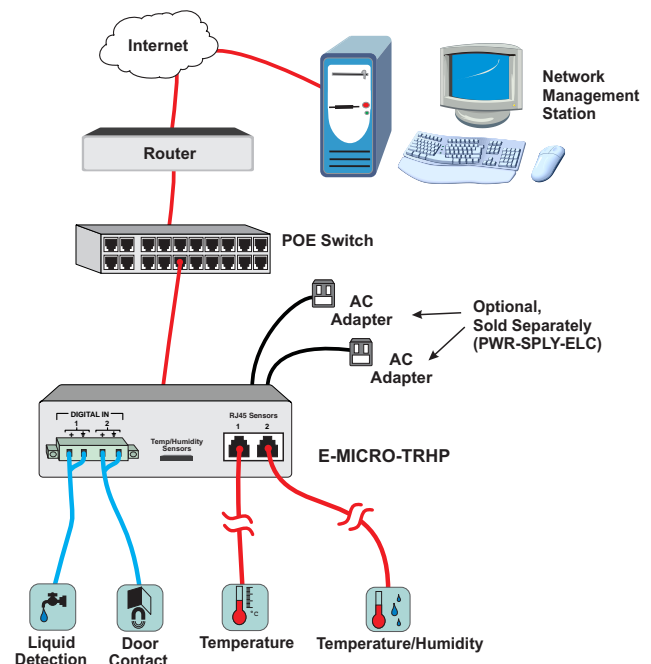 Internet
Network
Management
Station
Router
POE Switch
AC
Adapter
Optional,
Sold Separately
(PWR-SPLY-ELC)
AC
Adapter
DIGITAL IN
1 2
+ +
Temp/Humidity
Sensors
RJ45 Sensors
1 2
E-MICRO-TRHP
°C
Liquid
Detection
Door
Contact
Temperature
Temperature/Humidity